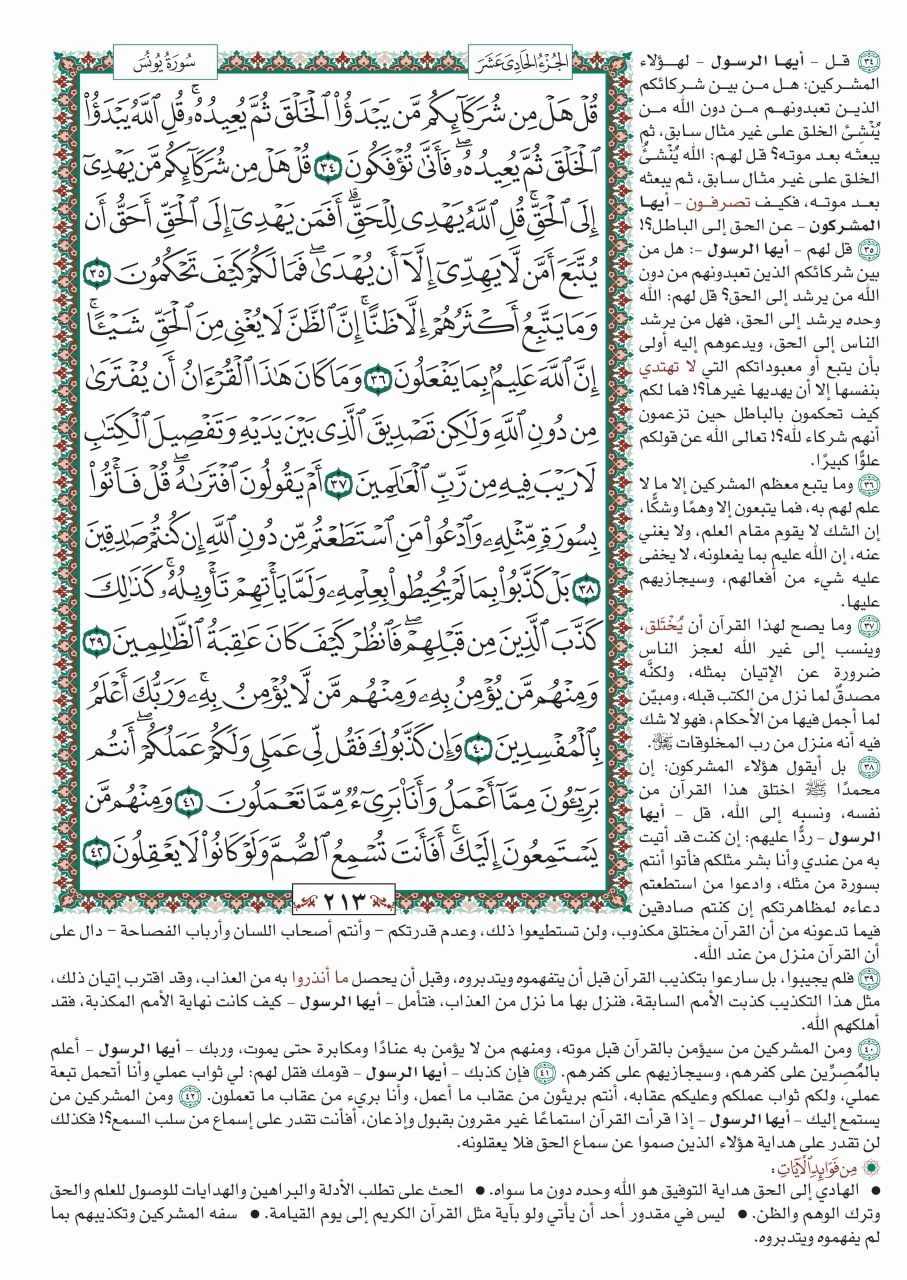 الجُزْءُ الحَادِي عَشَرَ
سُورَةُ يُونُسَ
قُلْ هَلْ مِن شُرَكَآئِكُم مَّن يَبْدَؤُا۟ ٱلْخَلْقَ ثُمَّ يُعِيدُهُۥ ۚ قُلِ ٱللَّهُ يَبْدَؤُا۟
ٱلْخَلْقَ ثُمَّ يُعِيدُهُۥ ۖ فَأَنَّىٰ تُؤْفَكُونَ ٣٤ قُلْ هَلْ مِن شُرَكَآئِكُم مَّن يَهْدِىٓ
إِلَى ٱلْحَقِّ ۚ قُلِ ٱللَّهُ يَهْدِى لِلْحَقِّ ۗ أَفَمَن يَهْدِىٓ إِلَى ٱلْحَقِّ أَحَقُّ أَن
يُتَّبَعَ أَمَّن لَّا يَهِدِّىٓ إِلَّآ أَن يُهْدَىٰ ۖ فَمَا لَكُمْ كَيْفَ تَحْكُمُونَ ٣٥
وَمَا يَتَّبِعُ أَكْثَرُهُمْ إِلَّا ظَنًّا ۚ إِنَّ ٱلظَّنَّ لَا يُغْنِى مِنَ ٱلْحَقِّ شَيْـًٔا ۚ
إِنَّ ٱللَّهَ عَلِيمٌۢ بِمَا يَفْعَلُونَ ٣٦ وَمَا كَانَ هَـٰذَا ٱلْقُرْءَانُ أَن يُفْتَرَىٰ
مِن دُونِ ٱللَّهِ وَلَـٰكِن تَصْدِيقَ ٱلَّذِى بَيْنَ يَدَيْهِ وَتَفْصِيلَ ٱلْكِتَـٰبِ
لَا رَيْبَ فِيهِ مِن رَّبِّ ٱلْعَـٰلَمِينَ ٣٧ أَمْ يَقُولُونَ ٱفْتَرَىٰهُ ۖ قُلْ فَأْتُوا۟
بِسُورَةٍ مِّثْلِهِۦ وَٱدْعُوا۟ مَنِ ٱسْتَطَعْتُم مِّن دُونِ ٱللَّهِ إِن كُنتُمْ صَـٰدِقِينَ
٣٨ بَلْ كَذَّبُوا۟ بِمَا لَمْ يُحِيطُوا۟ بِعِلْمِهِۦ وَلَمَّا يَأْتِهِمْ تَأْوِيلُهُۥ ۚ كَذَٰلِكَ
كَذَّبَ ٱلَّذِينَ مِن قَبْلِهِمْ ۖ فَٱنظُرْ كَيْفَ كَانَ عَـٰقِبَةُ ٱلظَّـٰلِمِينَ ٣٩
وَمِنْهُم مَّن يُؤْمِنُ بِهِۦ وَمِنْهُم مَّن لَّا يُؤْمِنُ بِهِۦ ۚ وَرَبُّكَ أَعْلَمُ
بِٱلْمُفْسِدِينَ ٤٠ وَإِن كَذَّبُوكَ فَقُل لِّى عَمَلِى وَلَكُمْ عَمَلُكُمْ ۖ أَنتُم
بَرِيٓـُٔونَ مِمَّآ أَعْمَلُ وَأَنَا۠ بَرِىٓءٌ مِّمَّا تَعْمَلُونَ ٤١ وَمِنْهُم مَّن
يَسْتَمِعُونَ إِلَيْكَ ۚ أَفَأَنتَ تُسْمِعُ ٱلصُّمَّ وَلَوْ كَانُوا۟ لَا يَعْقِلُونَ ٤٢
٢١٣
٣٤ قل – أيها الرسول – لهؤلاء
المشركين: هل من بين شركائكم
الذين تعبدونهم من دون الله من
يُنْشِئُ الخلق على غير مثال سابق، ثم
يبعثه بعد موته؟ قل لهم: الله يُنْشئُ
الخلق على غير مثال سابق، ثم يبعثه
بعد موته، فكيف تصرفون – أيها
المشركون – عن الحق إلى الباطل؟!
٣٥ قل لهم – أيها الرسول –: هل من
بين شركائكم الذين تعبدونهم من دون
الله من يرشد إلى الحق؟ قل لهم: الله
وحده يرشد إلى الحق، فهل من يرشد
الناس إلى الحق، ويدعوهم إليه أولى
بأن يتبع أو معبوداتكم التي لا تهتدي
بنفسها إلا أن يهديها غيرها؟! فما لكم
كيف تحكمون بالباطل حين تزعمون
أنهم شركاء لله؟! تعالى الله عن قولكم
علوًّا كبيرًا.
٣٦ وما يتبع معظم المشركين إلا ما لا
علم لهم به، فما يتبعون إلا وهمًا وشكًّا،
إن الشك لا يقوم مقام العلم، ولا يغني
عنه، إن الله عليم بما يفعلونه، لا يخفى
عليه شيء من أفعالهم، وسيجازيهم
عليها.
٣٧ وما يصح لهذا القرآن أن يُخْتَلق،
وينسب إلى غير الله لعجز الناس
ضرورة عن الإتيان بمثله، ولكنَّه
مصدقٌ لما نزل من الكتب قبله، ومبيّن
لما أجمل فيها من الأحكام، فهو لا شك
فيه أنه منزل من رب المخلوقات
٣٨ بل أيقول هؤلاء المشركون: إن
محمدًا ﷺ اختلق هذا القرآن من
نفسه، ونسبه إلى الله، قل – أيها
الرسول – ردًّا عليهم: إن كنت قد أتيت
به من عندي وأنا بشر مثلكم فأتوا أنتم
بسورة من مثله، وادعوا من استطعتم
دعاءه لمظاهرتكم إن كنتم صادقين
فيما تدعونه من أن القرآن مختلق مكذوب، ولن تستطيعوا ذلك، وعدم قدرتكم – وأنتم أصحاب اللسان وأرباب الفصاحة – دال على
أن القرآن منزل من عند الله.
٣٩ فلم يجيبوا، بل سارعوا بتكذيب القرآن قبل أن يتفهموه ويتدبروه، وقبل أن يحصل ما أنذروا به من العذاب، وقد اقترب إتيان ذلك،
مثل هذا التكذيب كذبت الأمم السابقة، فنزل بها ما نزل من العذاب، فتأمل – أيها الرسول – كيف كانت نهاية الأمم المكذبة، فقد
أهلكهم الله.
٤٠ ومن المشركين من سيؤمن بالقرآن قبل موته، ومنهم من لا يؤمن به عنادًا ومكابرة حتى يموت، وربك – أيها الرسول – أعلم
بالمُصِرِّين على كفرهم، وسيجازيهم على كفرهم. ٤١ فإن كذبك – أيها الرسول – قومك فقل لهم: لي ثواب عملي وأنا أتحمل تبعة
عملي، ولكم ثواب عملكم وعليكم عقابه، أنتم بريئون من عقاب ما أعمل، وأنا بريء من عقاب ما تعملون. ٤٢ ومن المشركين من
يستمع إليك – أيها الرسول – إذا قرأت القرآن استماعًا غير مقرون بقبول وإذعان، أفأنت تقدر على إسماع من سلب السمع؟! فكذلك
لن تقدر على هداية هؤلاء الذين صموا عن سماع الحق فلا يعقلونه.
مِن فَوَائِدِ الْآيَاتِ:
● الهادي إلى الحق هداية التوفيق هو الله وحده دون ما سواه. ● الحث على تطلب الأدلة والبراهين والهدايات للوصول للعلم والحق
وترك الوهم والظن. ● ليس في مقدور أحد أن يأتي ولو بآية مثل القرآن الكريم إلى يوم القيامة. ● سفه المشركين وتكذيبهم بما
لم يفهموه ويتدبروه.